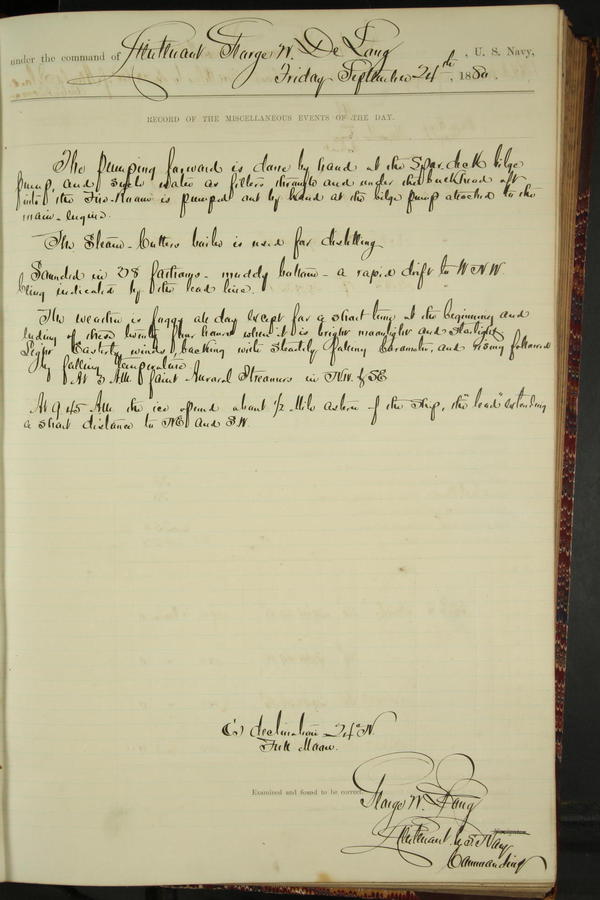 under the command of Lieutenant George W. De Long, U. S. Navy,
Friday September 24th, 1880.
RECORD OF THE MISCELLANEOUS EVENTS OF THE DAY.
The pumping forward is done by hand at the Spar deck bilge
pump, and such water as filters through and under the bulkhead aft
into the Fire-Room is pumped out by hand at the bilge pump attached to the
main-engine.
The Steam-Cutters boiler is used for distilling
Sounded in 28 fathoms - muddy bottom - a rapid drift to W N W
being indicated by the lead line.
The weather is foggy all day except for a short time at the beginning and
ending of these twenty four hours when it is bright moonlight and starlight
Light Easterly winds, backing with steadily falling barometer, and rising followed
by falling temperature
At 3 AM. faint Auroral Streamers in NW. & SE
At 9.45 AM. the ice opened about 1/2 Mile astern of the Ship, the "lead" extending
a short distance to NE and SW.
declination 24° N
Full Moon.
Examined and found to be correct.
George W. De Long
Lieutenant U.S. Navy
Commanding